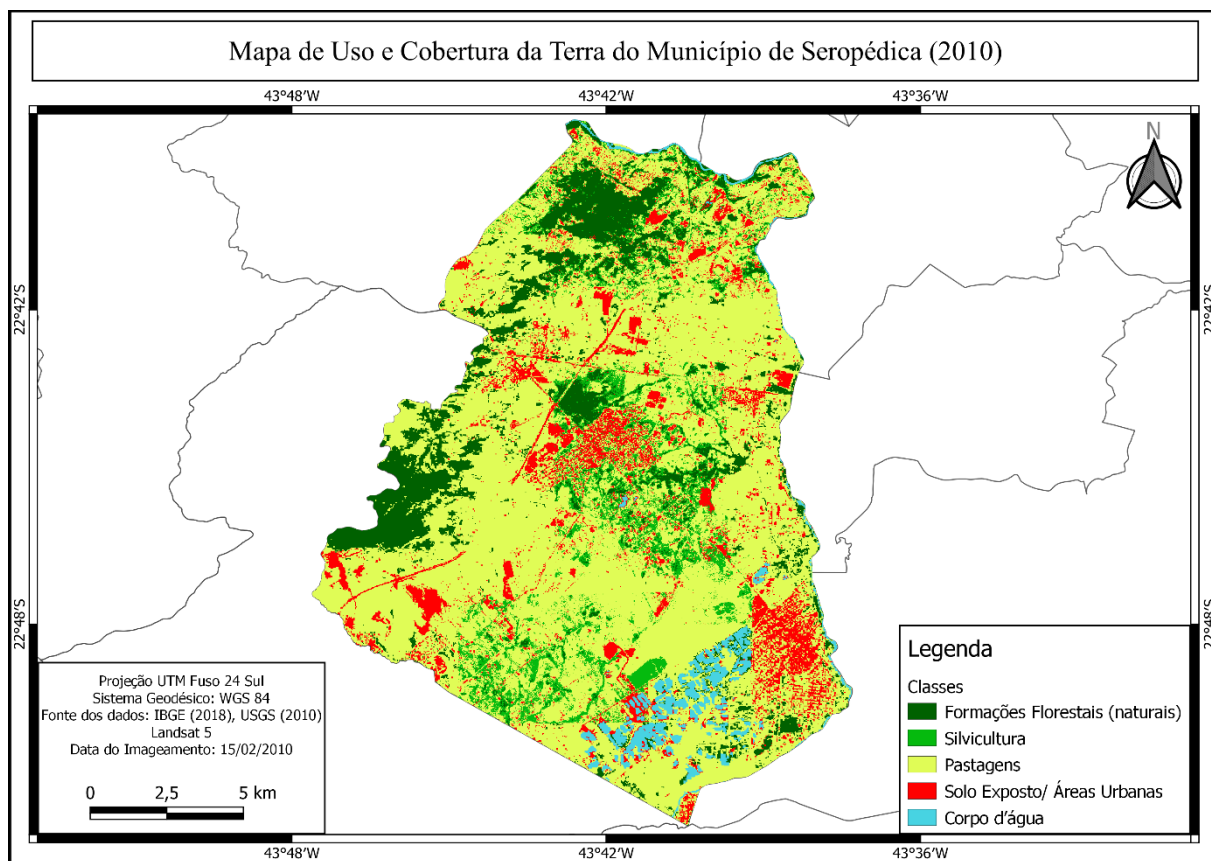 Mapa de Uso e Cobertura da Terra do Município de Seropédica (2010)
43°48'W
43°42'W
43°36'W
N
22°42'S
22°42'S
22°48'S
22°48'S
Projeção UTM Fuso 24 Sul
Sistema Geodésico: WGS 84
Fonte dos dados: IBGE (2018), USGS (2010)
Landsat 5
Data do Imageamento: 15/02/2010
0 2,5 5 km
Legenda
Classes
Formações Florestais (naturais)
Silvicultura
Pastagens
Solo Exposto/ Áreas Urbanas
Corpo d'água
43°48'W
43°42'W
43°36'W